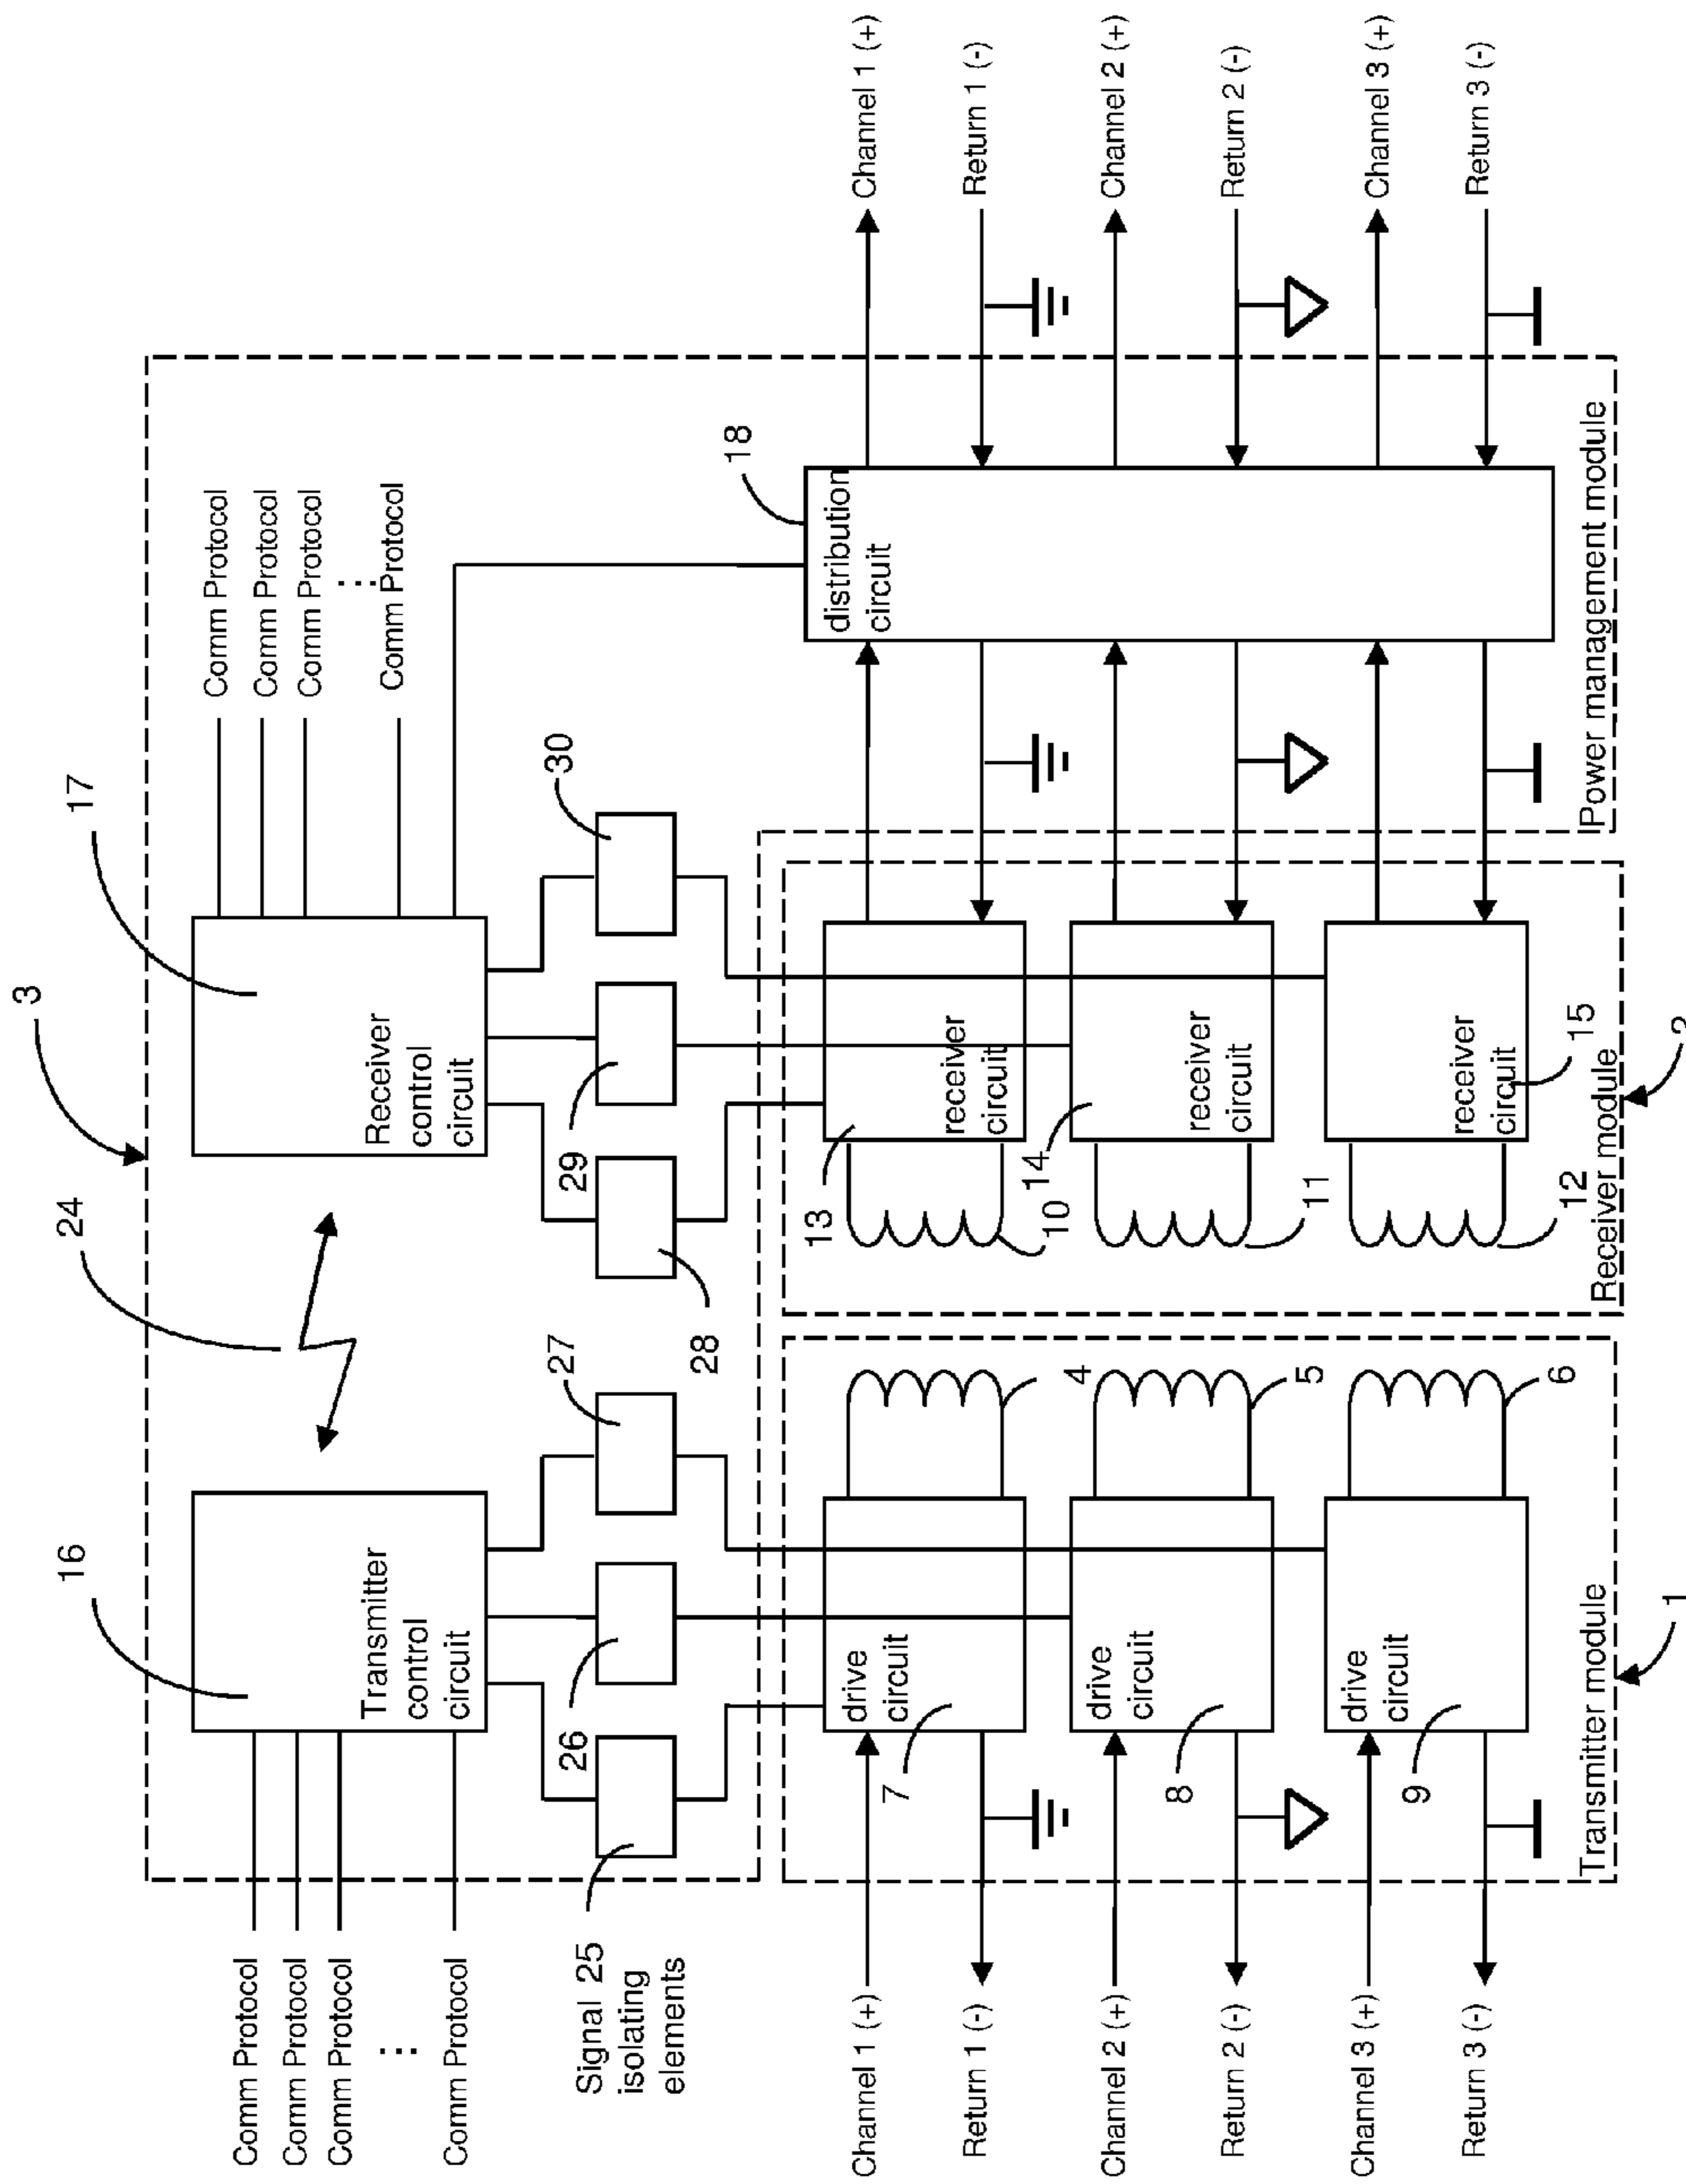 3
24
16
17
Transmitter
control
circuit
Receiver
control
circuit
Comm Protocol
Comm Protocol
Comm Protocol
...
Comm Protocol
Comm Protocol
Comm Protocol
Comm Protocol
...
Comm Protocol
Signal 25
isolating
elements
26
27
28
29
30
18
distribution
circuit
Channel 1 (+)
Return 1 (-)
Channel 2 (+)
Return 2 (-)
Channel 3 (+)
Return 3 (-)
drive
circuit
7
drive
circuit
8
drive
circuit
9
4
5
6
13
10
receiver
circuit
14
11
receiver
circuit
12
receiver
circuit
15
Channel 1 (+)
Return 1 (-)
Channel 2 (+)
Return 2 (-)
Channel 3 (+)
Return 3 (-)
Transmitter module
1
Receiver module
2
Power management module